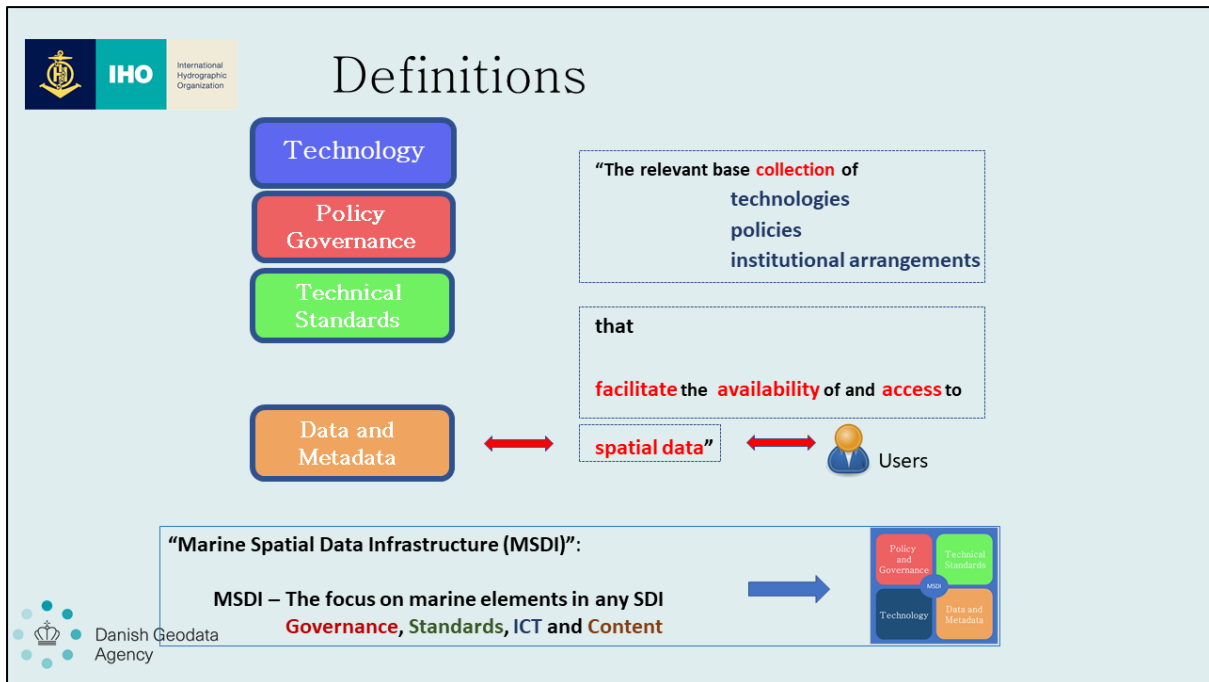 IHO
International
Hydrographic
Organization
Definitions
Technology
Policy
Governance
Technical
Standards
Data and
Metadata
“The relevant base collection of
technologies
policies
institutional arrangements
that
facilitate the availability of and access to
spatial data”
Users
“Marine Spatial Data Infrastructure (MSDI)”:
MSDI – The focus on marine elements in any SDI
Governance, Standards, ICT and Content
Policy
and
Governance
Technical
Standards
MSDI
Technology
Data and
Metadata
Danish Geodata
Agency